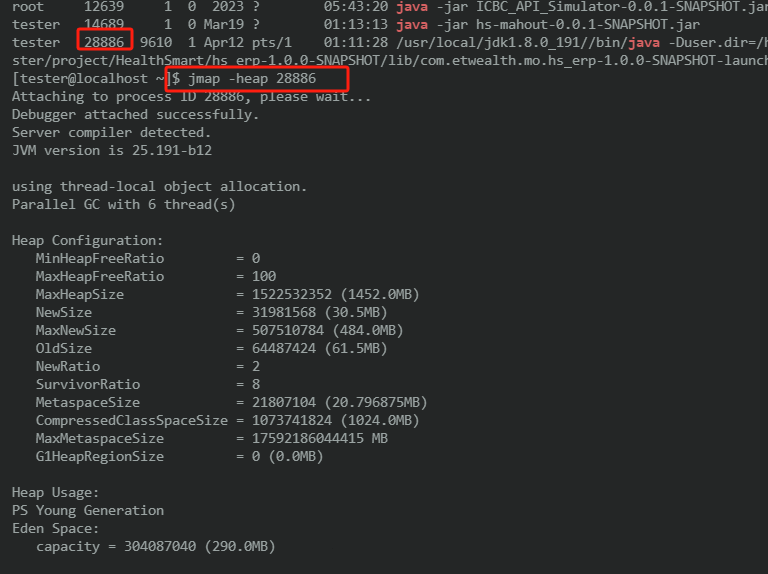 root 12639 1 0 2023 ? 05:43:20 java -jar ICBC_API_Simulator-0.0.1-SNAPSHOT.jar
tester 14689 1 0 Mar19 ? 01:13:13 java -jar hs-mahout-0.0.1-SNAPSHOT.jar
tester 28886 9610 1 Apr12 pts/1 01:11:28 /usr/local/jdk1.8.0_191//bin/java -Duser.dir=/h
ster/project/HealthSmart/hs_erp-1.0.0-SNAPSHOT/lib/com.etwealth.mo.hs_erp-1.0.0-SNAPSHOT-launch
[tester@localhost ~]$ jmap -heap 28886
Attaching to process ID 28886, please wait...
Debugger attached successfully.
Server compiler detected.
JVM version is 25.191-b12
using thread-local object allocation.
Parallel GC with 6 thread(s)
Heap Configuration:
MinHeapFreeRatio = 0
MaxHeapFreeRatio = 100
MaxHeapSize = 1522532352 (1452.0MB)
NewSize = 31981568 (30.5MB)
MaxNewSize = 507510784 (484.0MB)
OldSize = 64487424 (61.5MB)
NewRatio = 2
SurvivorRatio = 8
MetaspaceSize = 21807104 (20.796875MB)
CompressedClassSpaceSize = 1073741824 (1024.0MB)
MaxMetaspaceSize = 17592186044415 MB
G1HeapRegionSize = 0 (0.0MB)
Heap Usage:
PS Young Generation
Eden Space:
capacity = 304087040 (290.0MB)